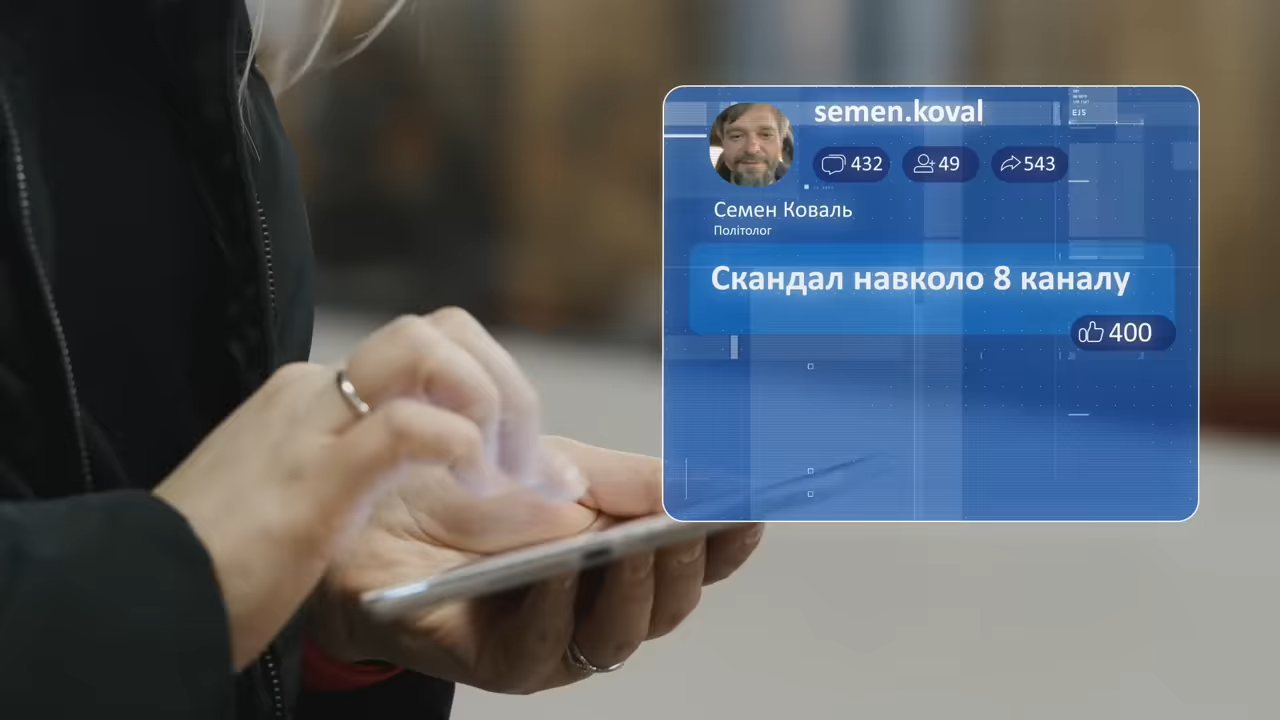 semen.koval
432 49 543
Семен Коваль
Політолог
Скандал навколо 8 каналу
400